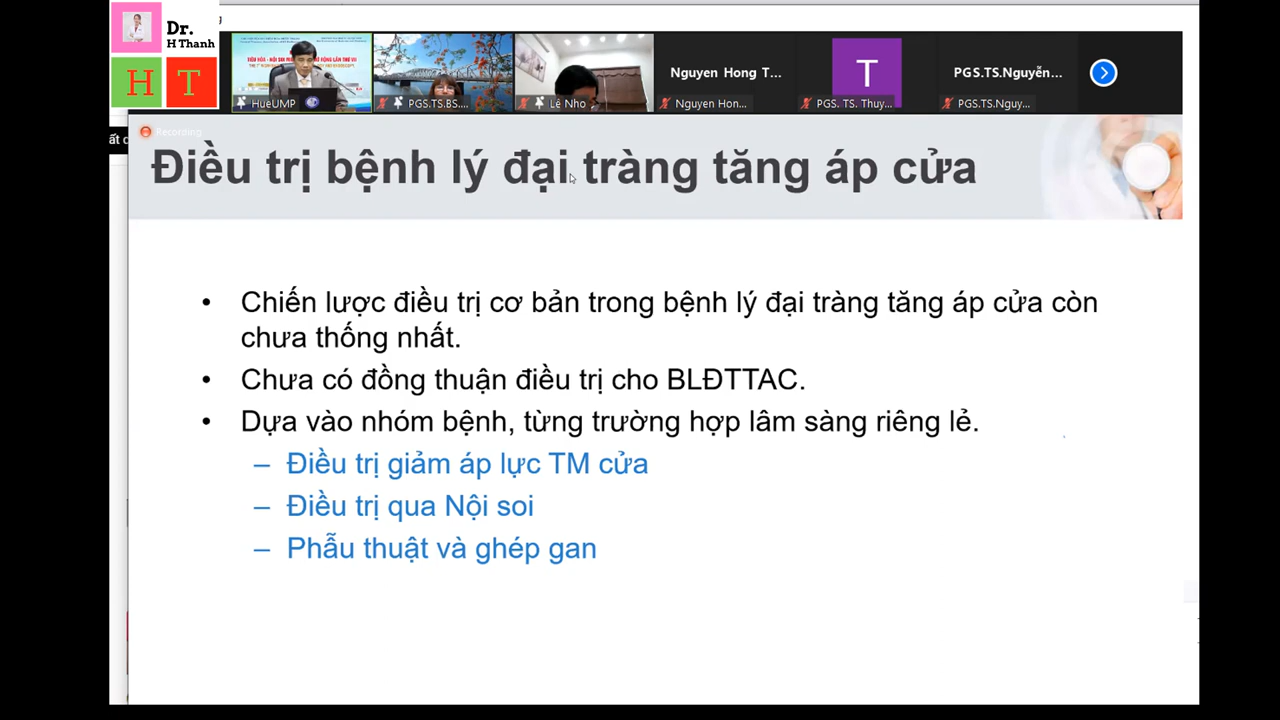 Dr.
H Thanh
H T
HueUMP
PGS.TS.BS....
Lê Nho
Nguyen Hong T...
Nguyen Hon...
T
PGS. TS. Thuy....
PGS.TS.Nguyễn...
PGS.TS.Nguy...
Recording
Điều trị bệnh lý đại tràng tăng áp cửa
• Chiến lược điều trị cơ bản trong bệnh lý đại tràng tăng áp cửa còn
chưa thống nhất.
• Chưa có đồng thuận điều trị cho BLĐTTAC.
• Dựa vào nhóm bệnh, từng trường hợp lâm sàng riêng lẻ.
– Điều trị giảm áp lực TM cửa
– Điều trị qua Nội soi
– Phẫu thuật và ghép gan